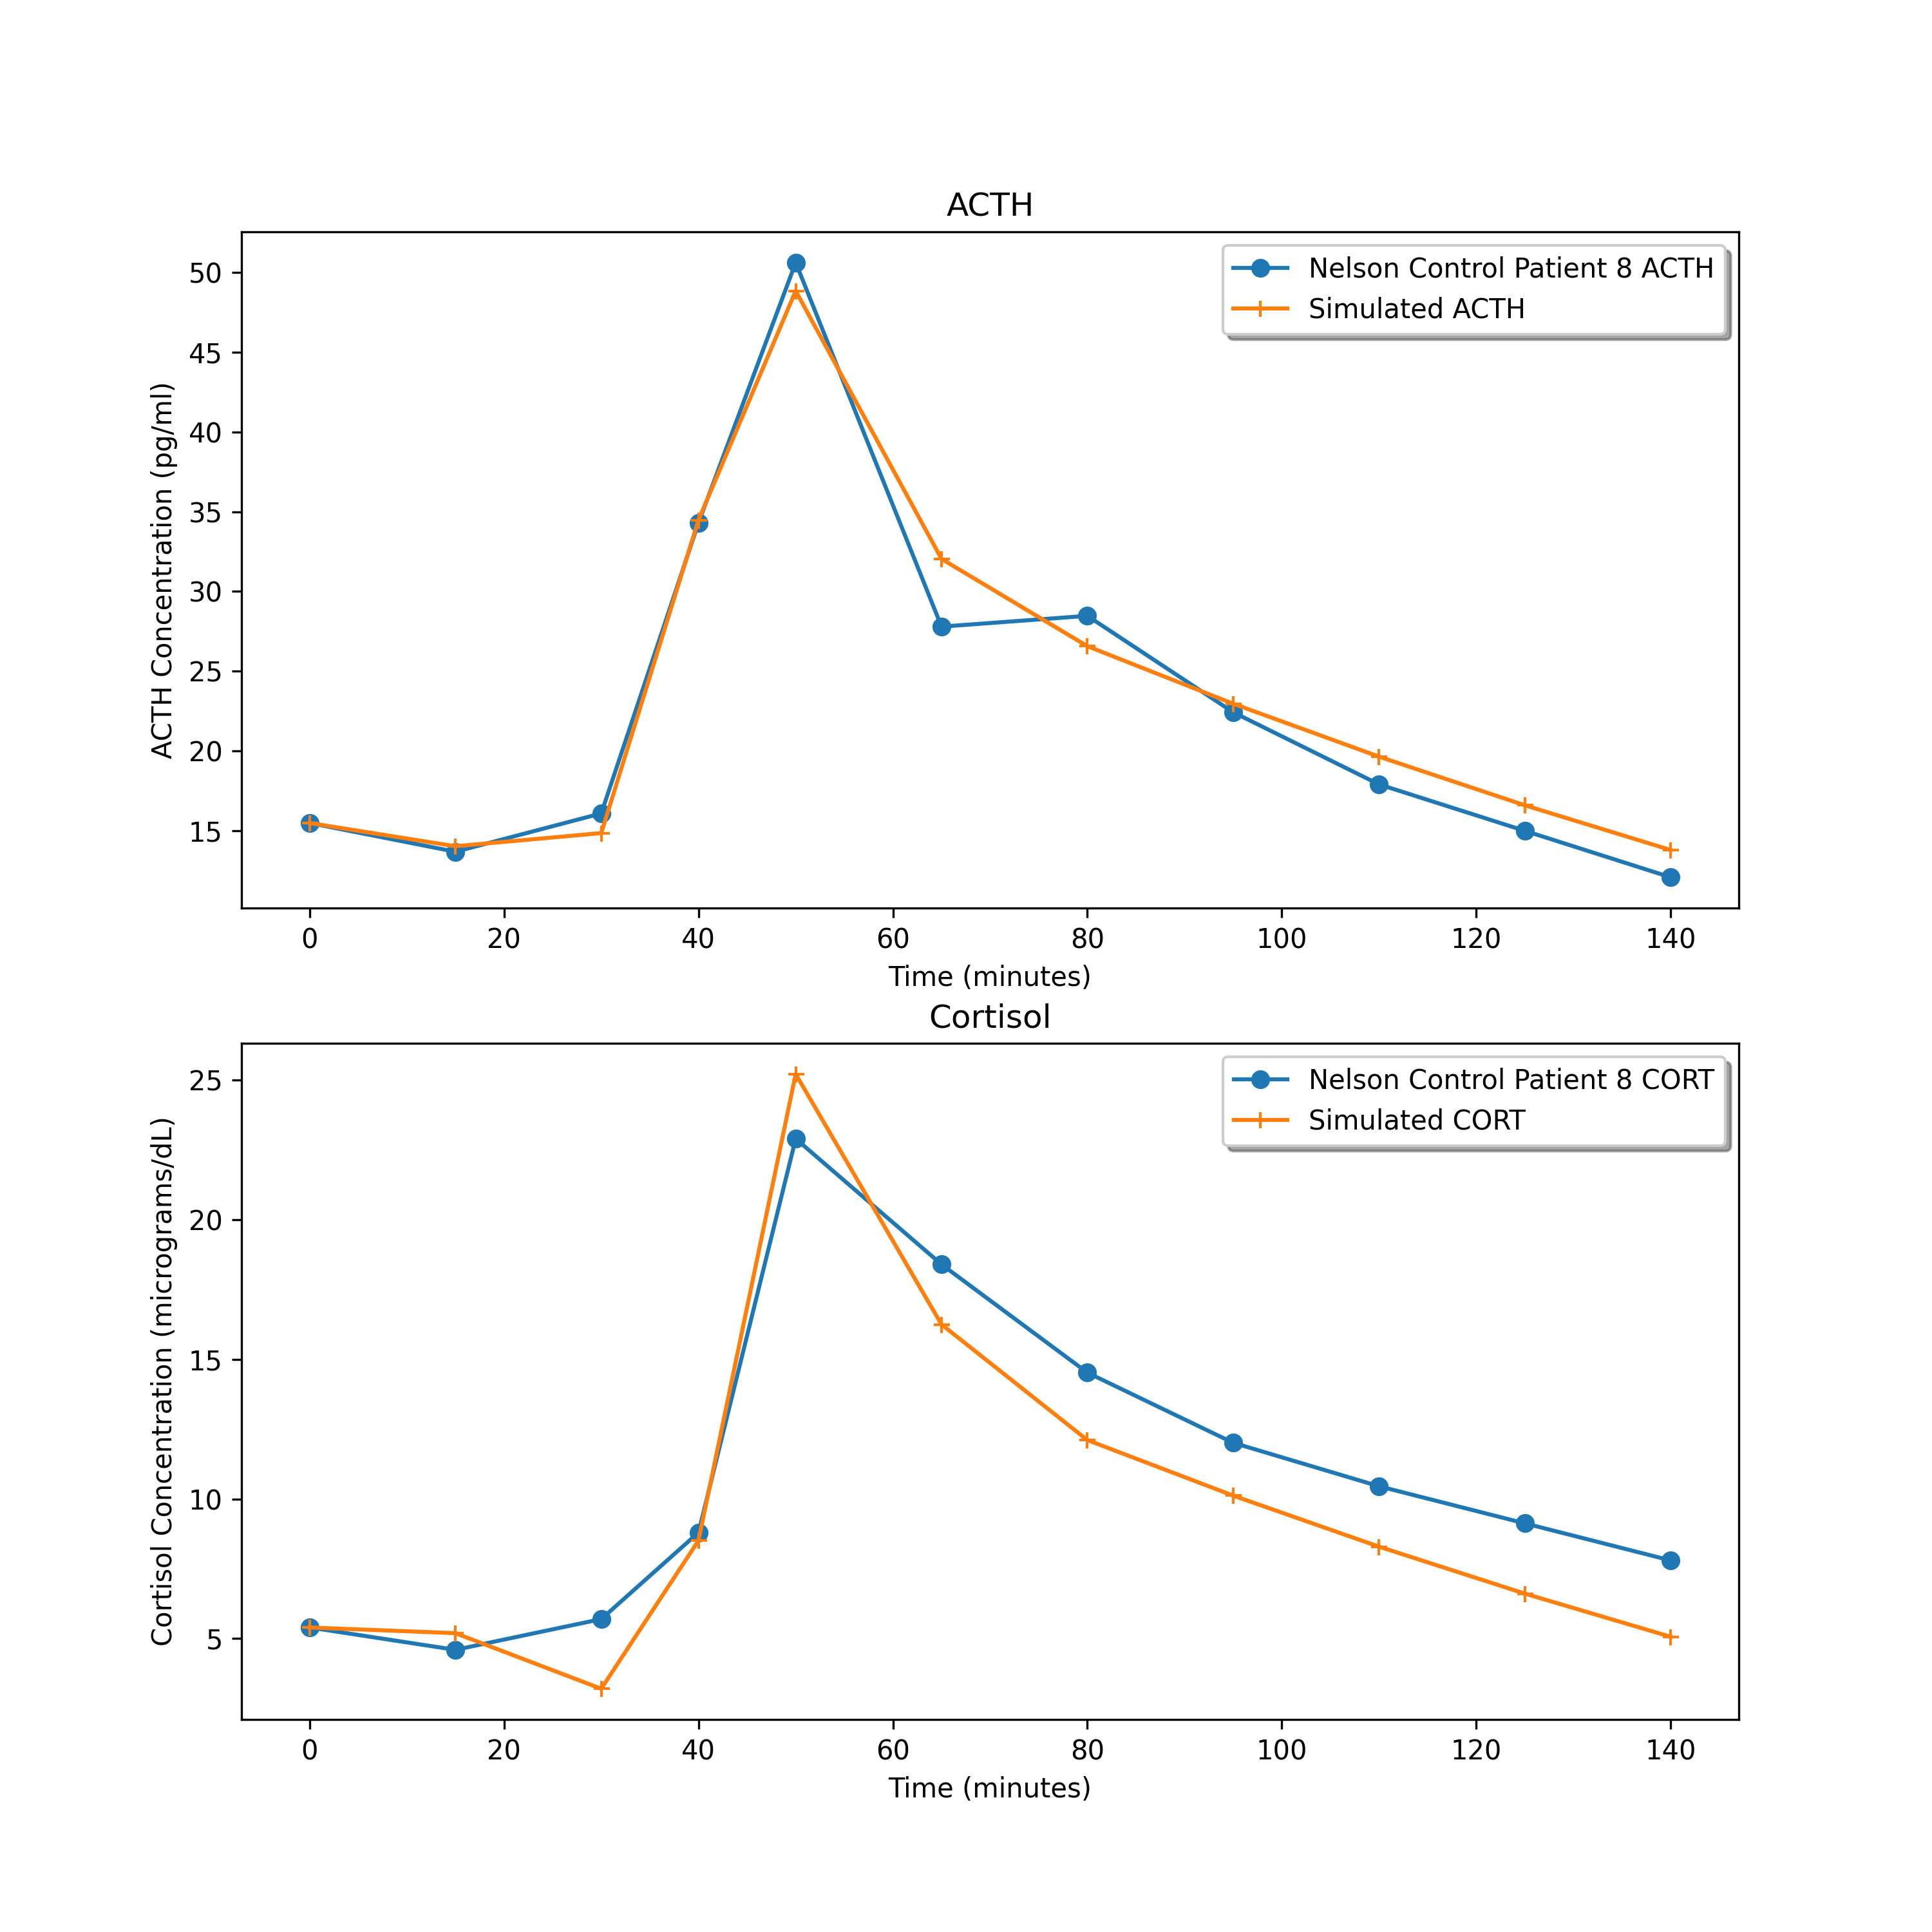 ACTH
Nelson Control Patient 8 ACTH
Simulated ACTH
ACTH Concentration (pg/ml)
50
45
40
35
30
25
20
15
0 20 40 60 80 100 120 140
Time (minutes)
Cortisol
Nelson Control Patient 8 CORT
Simulated CORT
Cortisol Concentration (micrograms/dL)
25
20
15
10
5
0 20 40 60 80 100 120 140
Time (minutes)